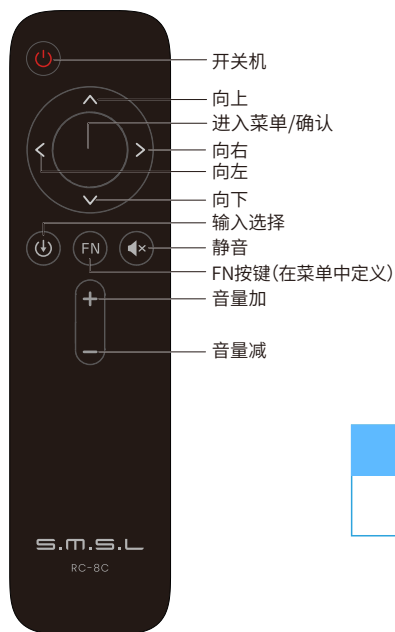 开关机
向上
进入菜单/确认
向右
向左
向下
输入选择
静音
FN
FN按键(在菜单中定义)
音量加
音量减
S.M.S.L
RC-8C